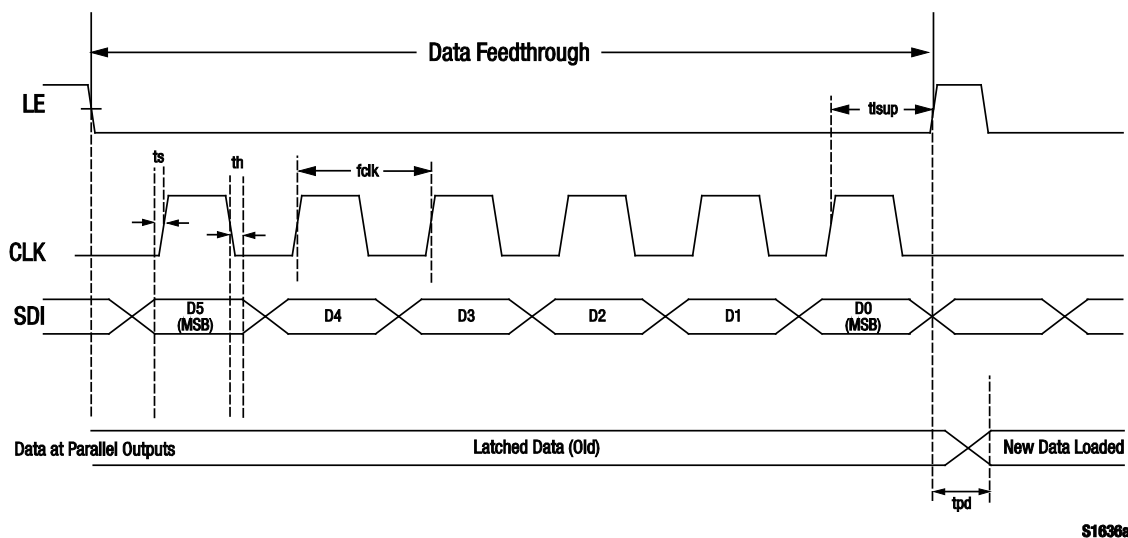 Data Feedthrough
LE
tlsup
ts
th
fclk
CLK
SDI
D5
(MSB)
D4
D3
D2
D1
D0
(MSB)
Data at Parallel Outputs
Latched Data (Old)
New Data Loaded
tpd
S1636a